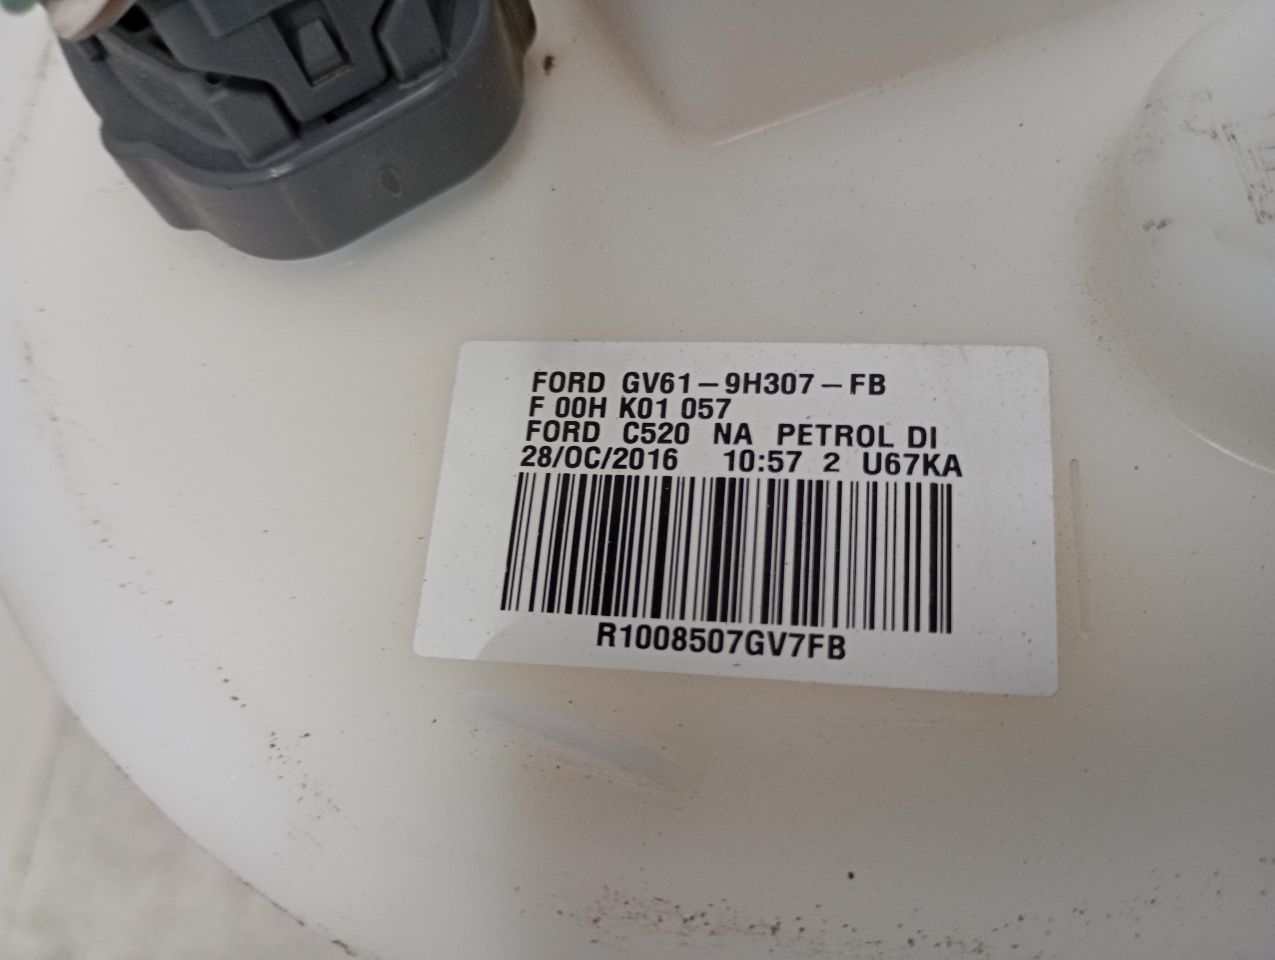 FORD GV61-9H307-FB
F 00H K01 057
FORD C520 NA PETROL DI
28/OC/2016 10:57 2 U67KA
R1008507GV7FB